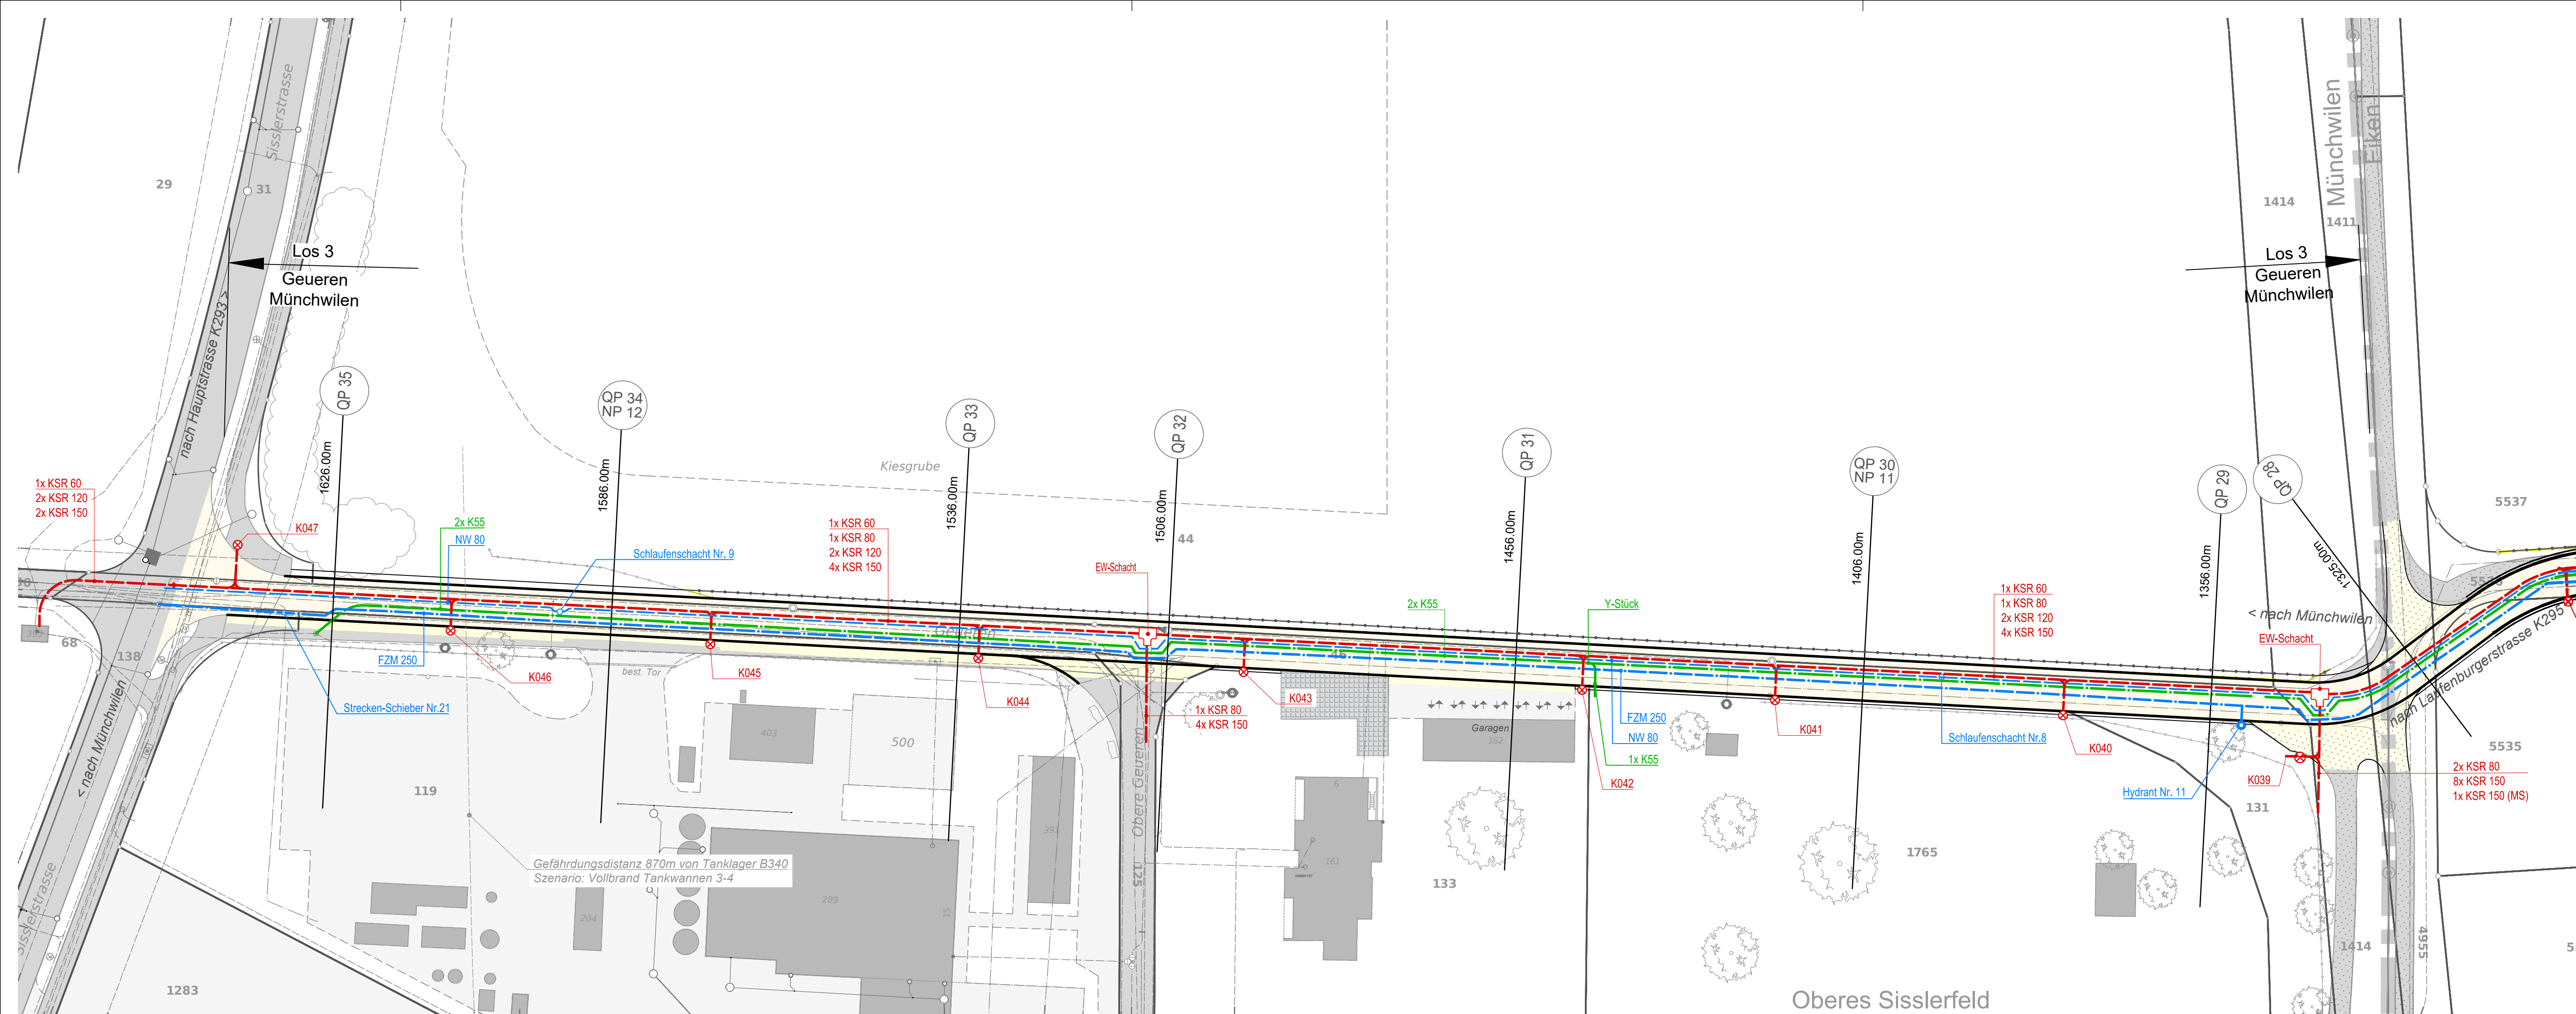 Sisslerstrasse
29
31
Los 3
Geueren
Münchwilen
nach Hauptstrasse K293 >
QP 35
1626.00m
QP 34
NP 12
1586.00m
QP 33
1536.00m
QP 32
1506.00m
QP 31
1456.00m
QP 30
NP 11
1406.00m
QP 29
1356.00m
QP 28
1'325.00m
Münchwilen
Eiken
1414
1411
Los 3
Geueren
Münchwilen
Kiesgrube
44
5537
1x KSR 60
2x KSR 120
2x KSR 150
K047
2x K55
NW 80
Schlaufenschacht Nr. 9
1x KSR 60
1x KSR 80
2x KSR 120
4x KSR 150
EW-Schacht
2x K55
Y-Stück
1x KSR 60
1x KSR 80
2x KSR 120
4x KSR 150
EW-Schacht
< nach Münchwilen
nach Laufenburgerstrasse K295
Geueren
46
68
138
FZM 250
K046
best. Tor
K045
K044
K043
1x KSR 80
4x KSR 150
Strecken-Schieber Nr.21
< nach Münchwilen
Garagen
162
FZM 250
NW 80
1x K55
K042
K041
Schlaufenschacht Nr.8
K040
K039
Hydrant Nr. 11
2x KSR 80
8x KSR 150
1x KSR 150 (MS)
5535
131
403
500
119
Obere Geueren
125
391
6
161
133
1765
Gefährdungsdistanz 870m von Tanklager B340
Szenario: Vollbrand Tankwannen 3-4
289
15
204
Sisslerstrasse
1283
1414
4955
Oberes Sisslerfeld